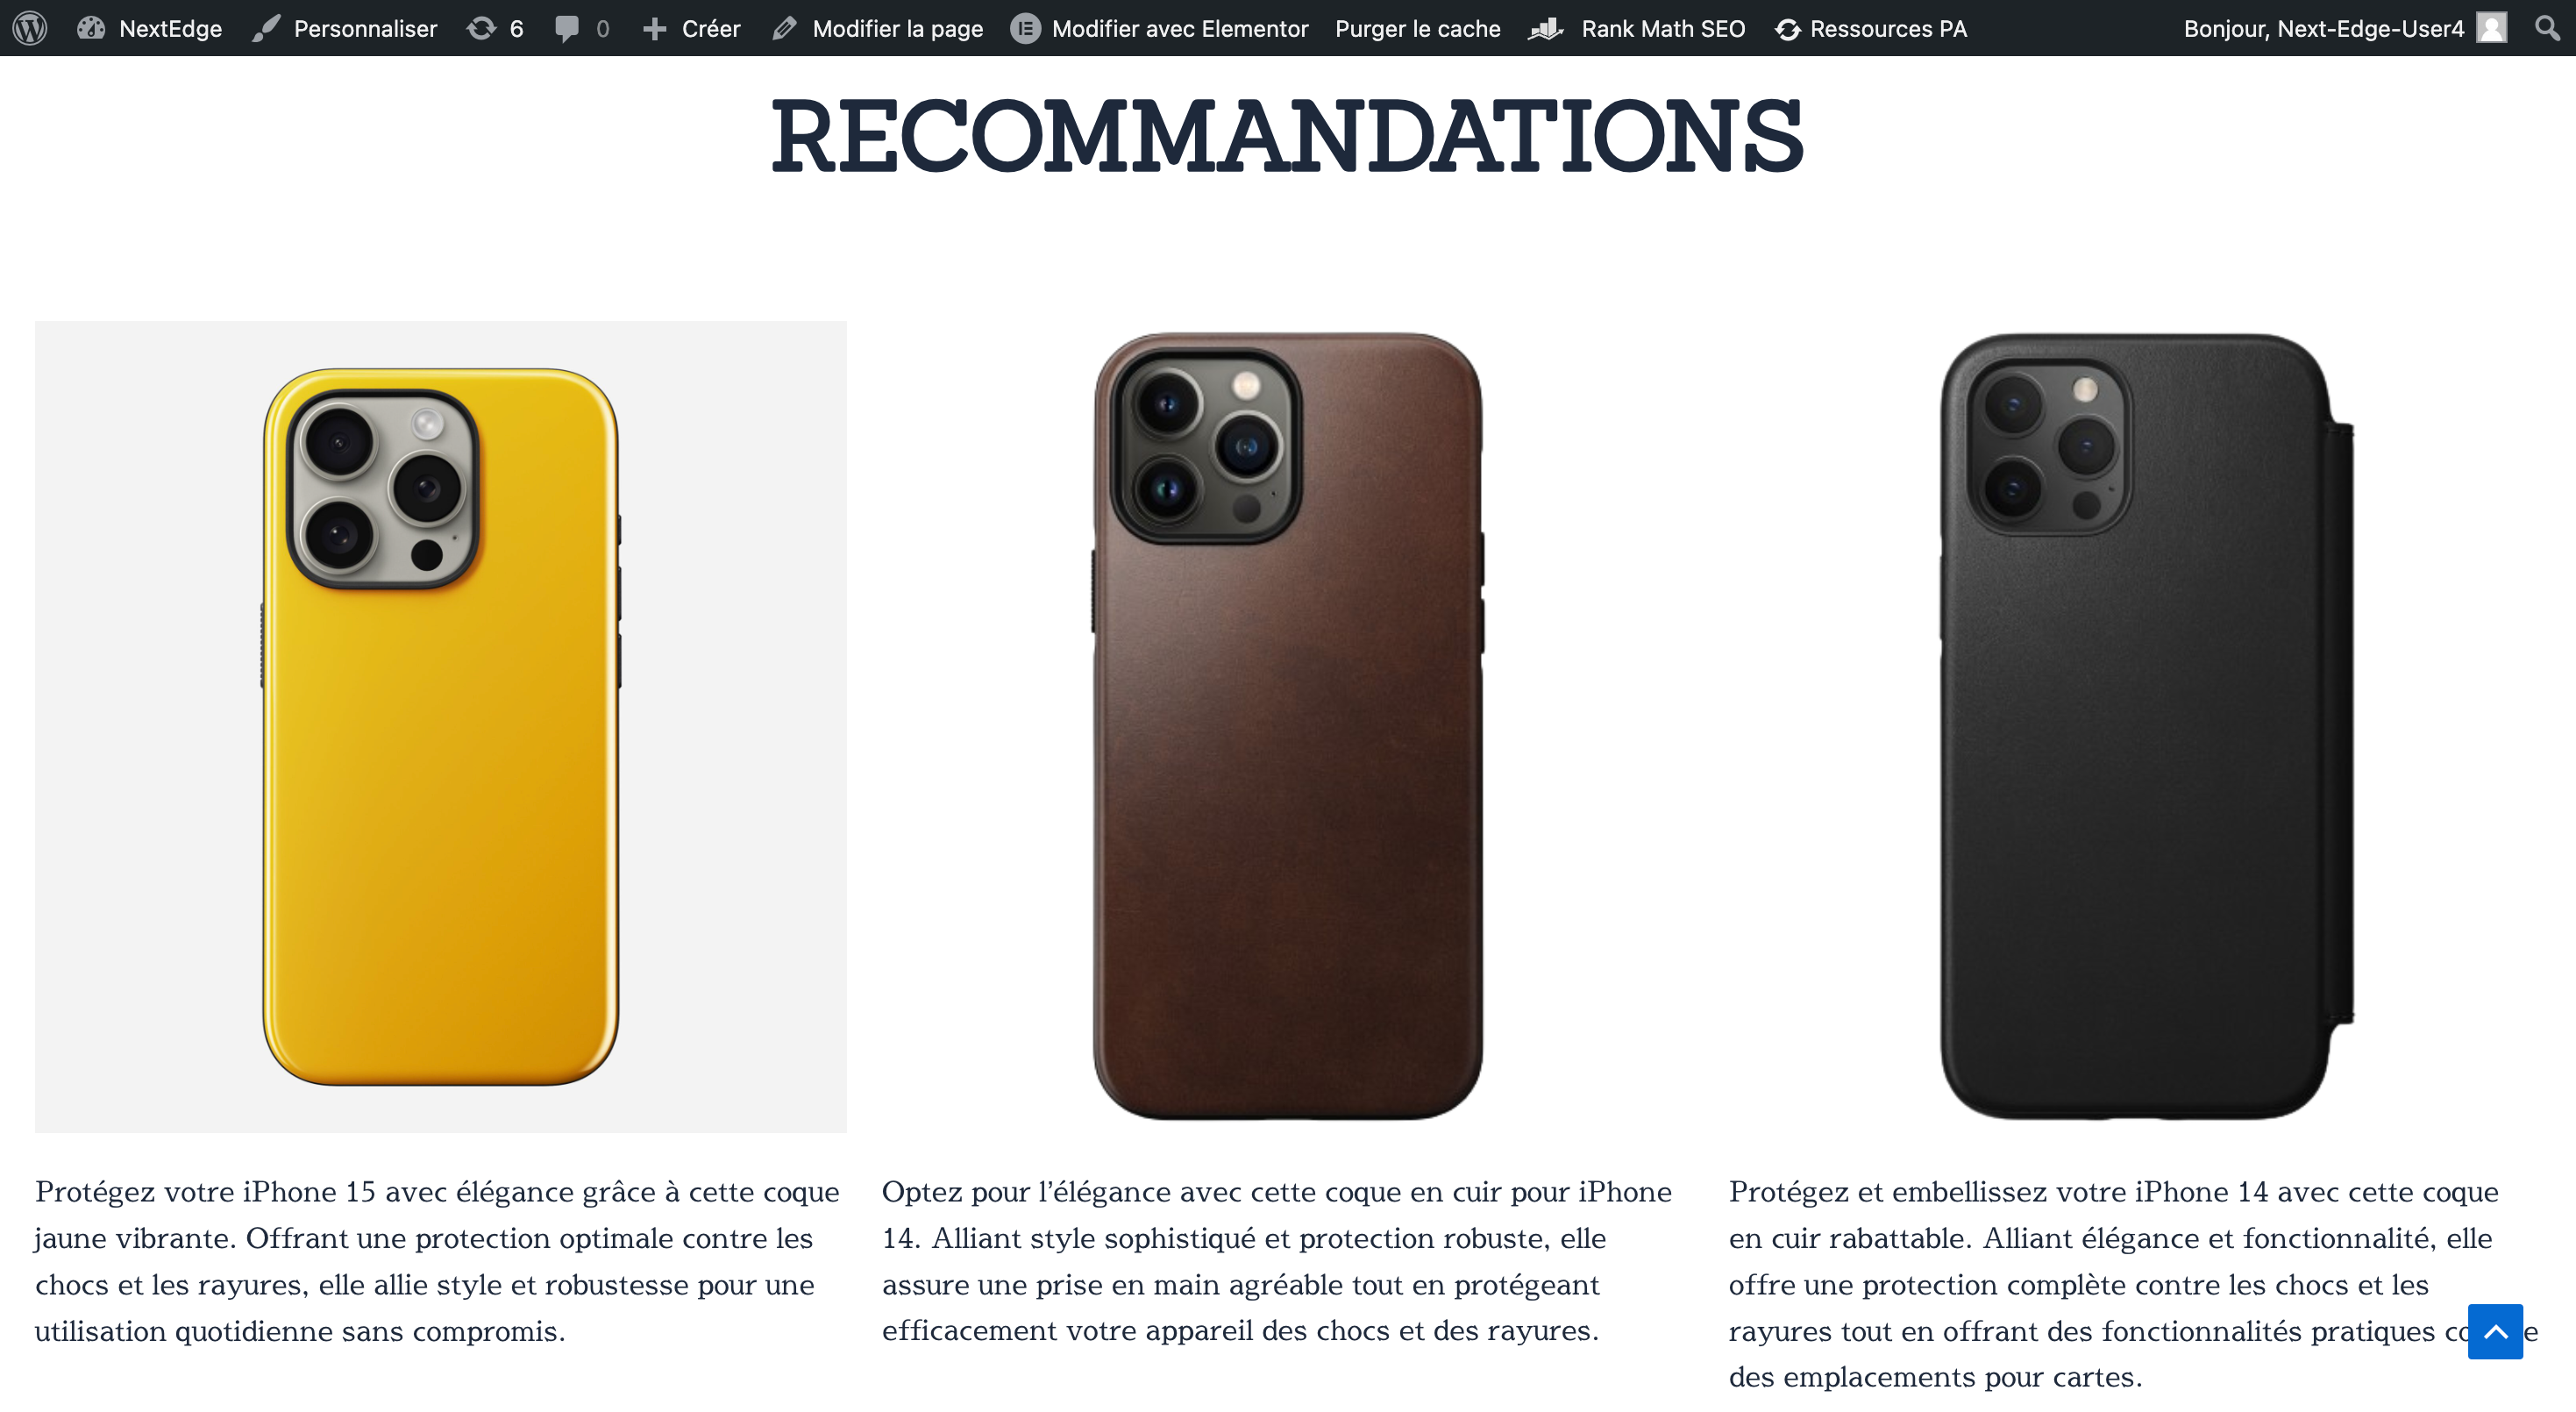 NextEdge Personnaliser 6 0 Créer Modifier la page Modifier avec Elementor Purger le cache Rank Math SEO Ressources PA Bonjour, Next-Edge-User4
RECOMMANDATIONS
Protégez votre iPhone 15 avec élégance grâce à cette coque
jaune vibrante. Offrant une protection optimale contre les
chocs et les rayures, elle allie style et robustesse pour une
utilisation quotidienne sans compromis.
Optez pour l’élégance avec cette coque en cuir pour iPhone
14. Alliant style sophistiqué et protection robuste, elle
assure une prise en main agréable tout en protégeant
efficacement votre appareil des chocs et des rayures.
Protégez et embellissez votre iPhone 14 avec cette coque
en cuir rabattable. Alliant élégance et fonctionnalité, elle
offre une protection complète contre les chocs et les
rayures tout en offrant des fonctionnalités pratiques
des emplacements pour cartes.